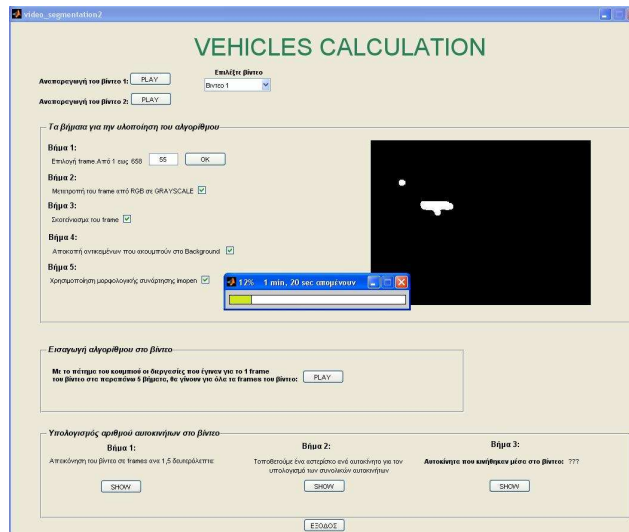 video_segmentation2
VEHICLES CALCULATION
Αναπαραγωγή του βίντεο 1: PLAY
Επιλέξτε βίντεο
Βιντεο 1
Αναπαραγωγή του βίντεο 2: PLAY
Τα βήματα για την υλοποίηση του αλγορίθμου
Βήμα 1:
Επιλογή frame.Από 1 εως 658 55 OK
Βήμα 2:
Μετατροπή του frame από RGB σε GRAYSCALE
Βήμα 3:
Σκοτείνιασμα του frame
Βήμα 4:
Αποκοπή αντικειμένων που ακουμπούν στο Background
Βήμα 5:
Χρησιμοποίηση μορφολογικής συνάρτησης imopen
12% 1 min, 20 sec απομένουν
Εισαγωγή αλγορίθμου στο βίντεο
Με το πάτημα του κουμπιού οι διεργασίες που έγιναν για το 1 frame
του βίντεο στα παραπάνω 5 βήματα, θα γίνουν για όλα τα frames του βίντεο: PLAY
Υπολογισμός αριθμού αυτοκινήτων στο βίντεο
Βήμα 1:
Απεικόνηση του βίντεο σε frames ανα 1,5 δευτερόλεπτα
SHOW
Βήμα 2:
Τοποθετούμε ένα αστερίσκο ανά αυτοκίνητο για τον
υπολογισμό των συνολικών αυτοκινήτων
SHOW
Βήμα 3:
Αυτοκίνητα που κινήθηκαν μέσα στο βίντεο: ???
SHOW
ΕΞΟΔΟΣ